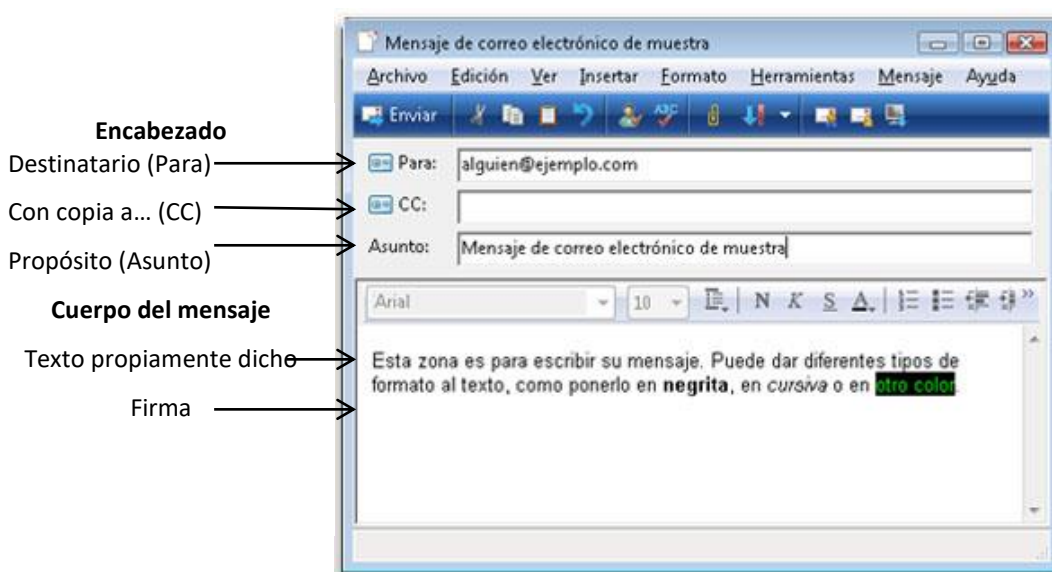 Mensaje de correo electrónico de muestra
Archivo Edición Ver Insertar Formato Herramientas Mensaje Ayuda
Enviar ABC
Encabezado
Destinatario (Para)
Para: alguien@ejemplo.com
Con copia a... (CC)
CC:
Propósito (Asunto)
Asunto: Mensaje de correo electrónico de muestra
Cuerpo del mensaje
Arial 10 N K S A
Texto propiamente dicho
Esta zona es para escribir su mensaje. Puede dar diferentes tipos de
formato al texto, como ponerlo en negrita, en cursiva o en otro color.
Firma